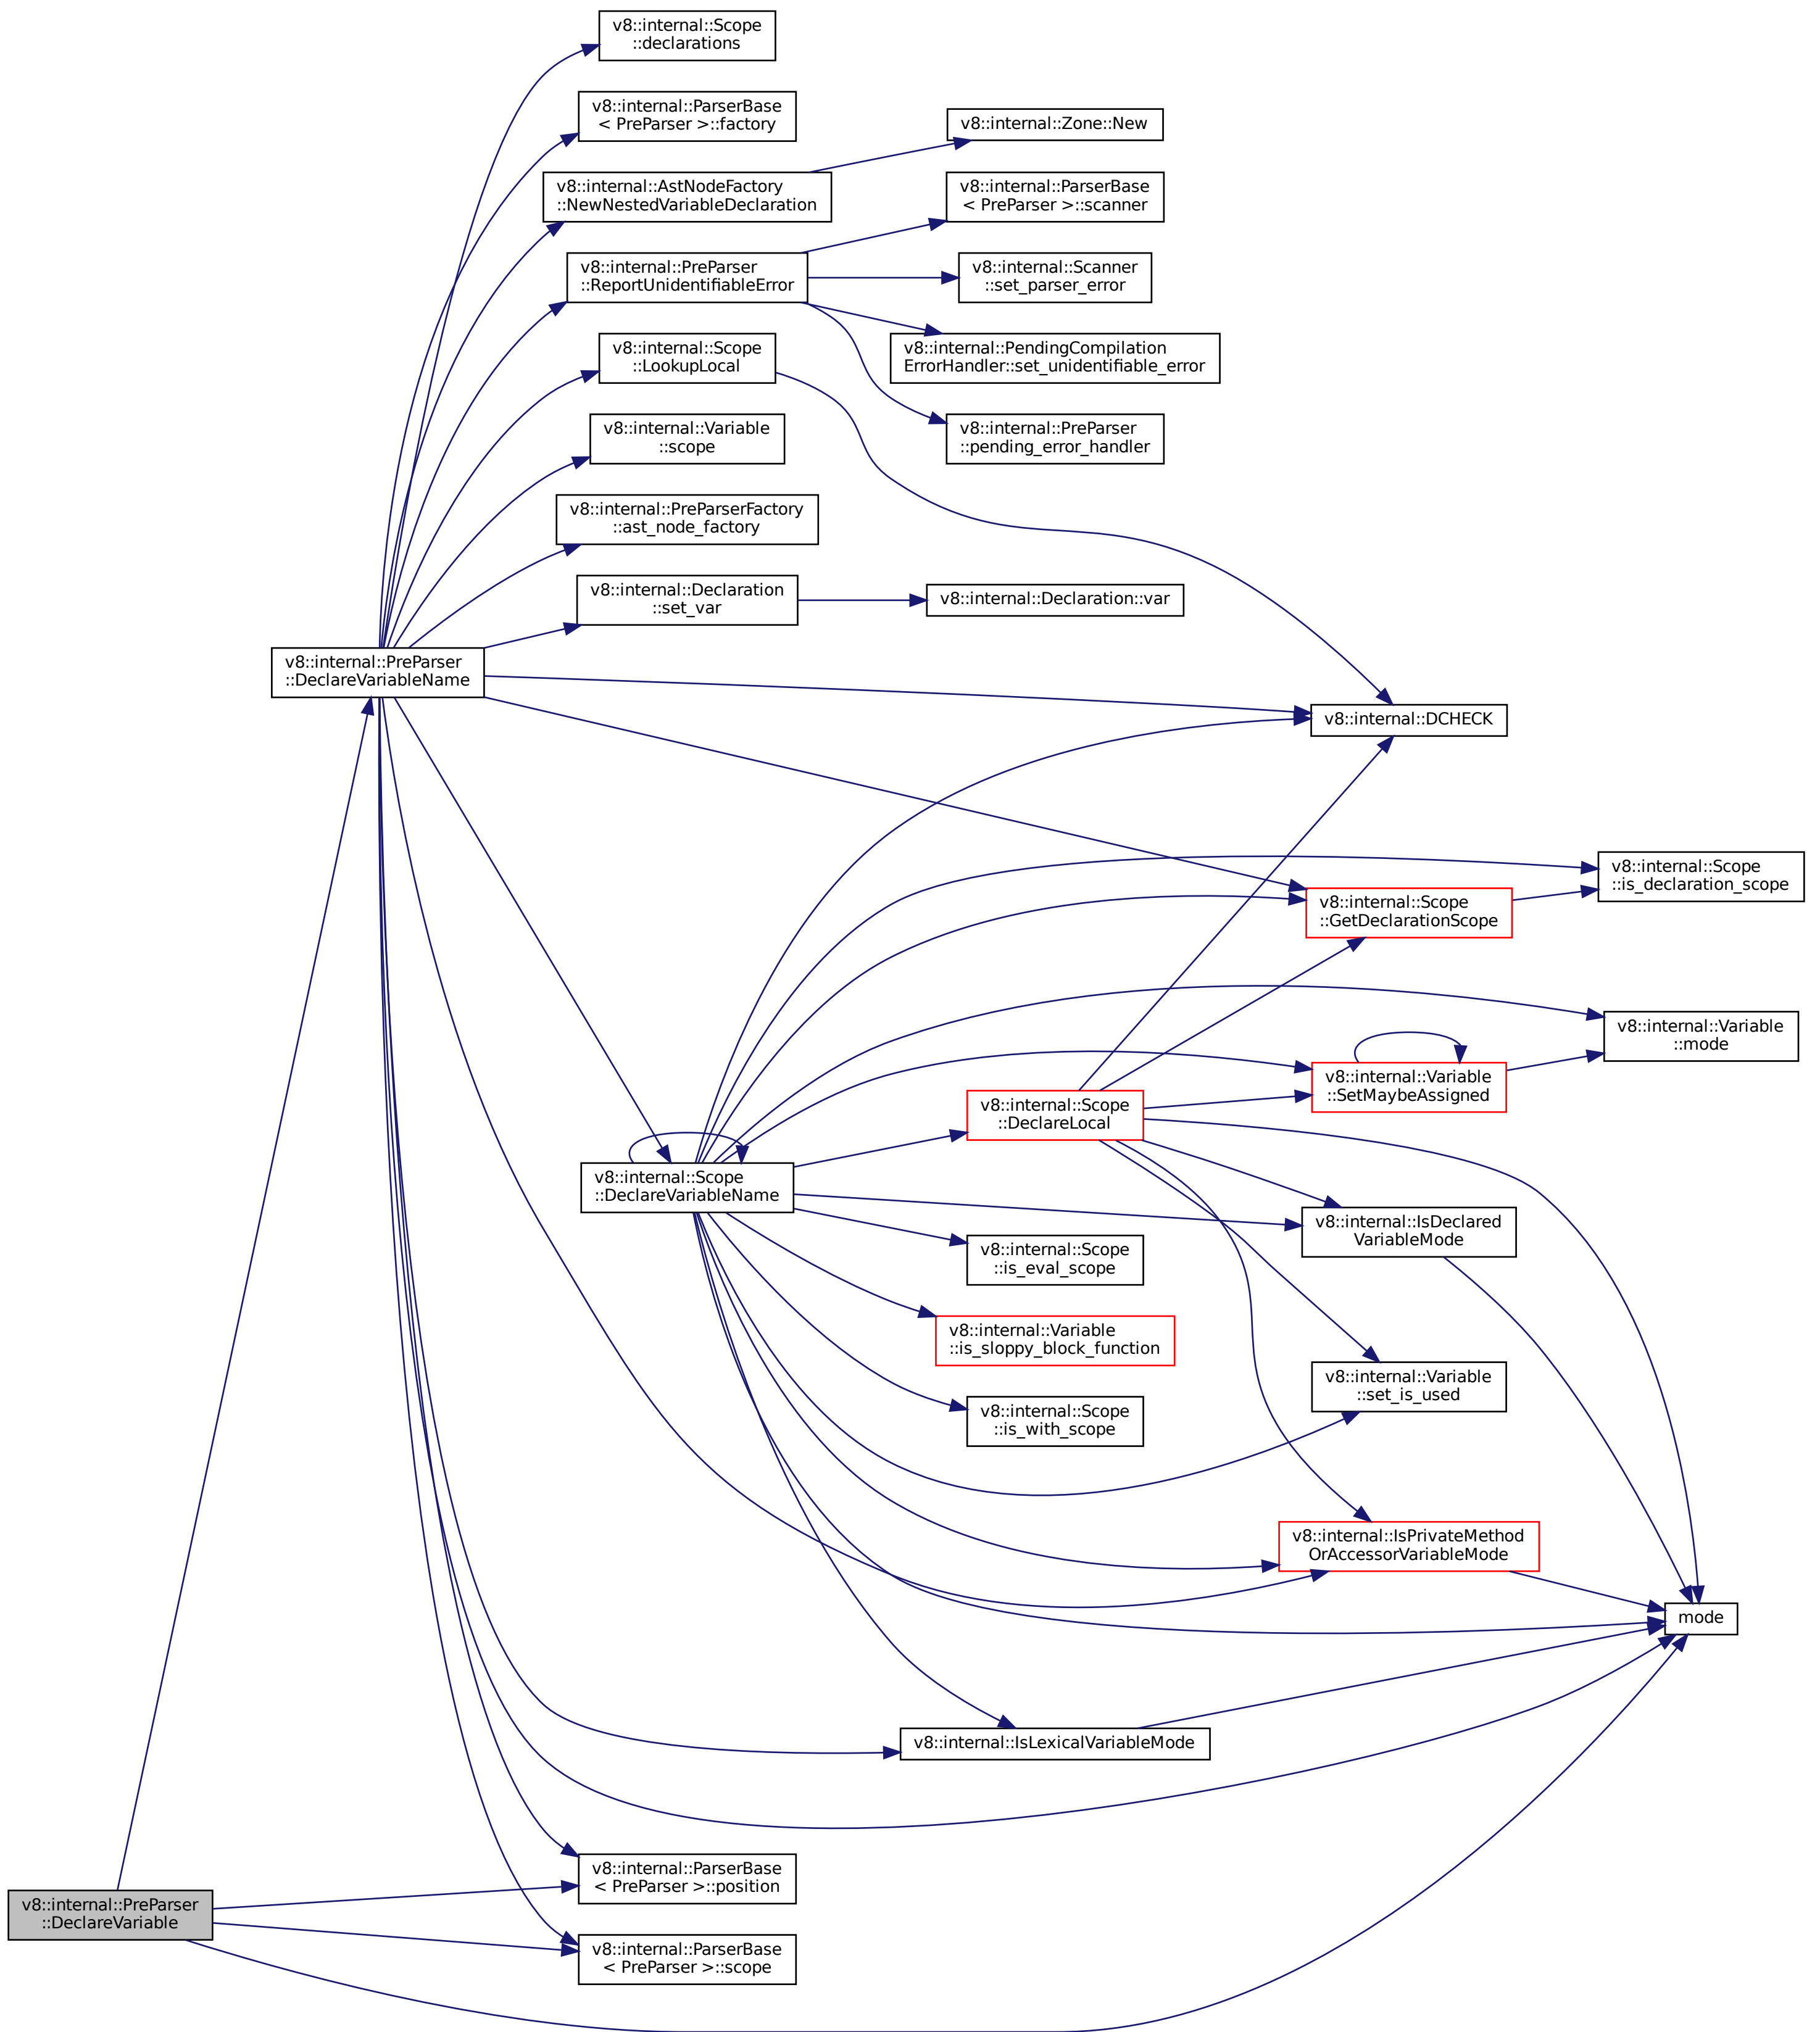 v8::internal::Scope
::declarations
v8::internal::ParserBase
< PreParser >::factory
v8::internal::Zone::New
v8::internal::AstNodeFactory
::NewNestedVariableDeclaration
v8::internal::ParserBase
< PreParser >::scanner
v8::internal::PreParser
::ReportUnidentifiableError
v8::internal::Scanner
::set_parser_error
v8::internal::Scope
::LookupLocal
v8::internal::PendingCompilation
ErrorHandler::set_unidentifiable_error
v8::internal::Variable
::scope
v8::internal::PreParser
::pending_error_handler
v8::internal::PreParserFactory
::ast_node_factory
v8::internal::Declaration
::set_var
v8::internal::Declaration::var
v8::internal::PreParser
::DeclareVariableName
v8::internal::DCHECK
v8::internal::Scope
::is_declaration_scope
v8::internal::Scope
::GetDeclarationScope
v8::internal::Variable
::mode
v8::internal::Variable
::SetMaybeAssigned
v8::internal::Scope
::DeclareLocal
v8::internal::Scope
::DeclareVariableName
v8::internal::IsDeclared
VariableMode
v8::internal::Scope
::is_eval_scope
v8::internal::Variable
::is_sloppy_block_function
v8::internal::Variable
::set_is_used
v8::internal::Scope
::is_with_scope
v8::internal::IsPrivateMethod
OrAccessorVariableMode
mode
v8::internal::IsLexicalVariableMode
v8::internal::ParserBase
< PreParser >::position
v8::internal::PreParser
::DeclareVariable
v8::internal::ParserBase
< PreParser >::scope